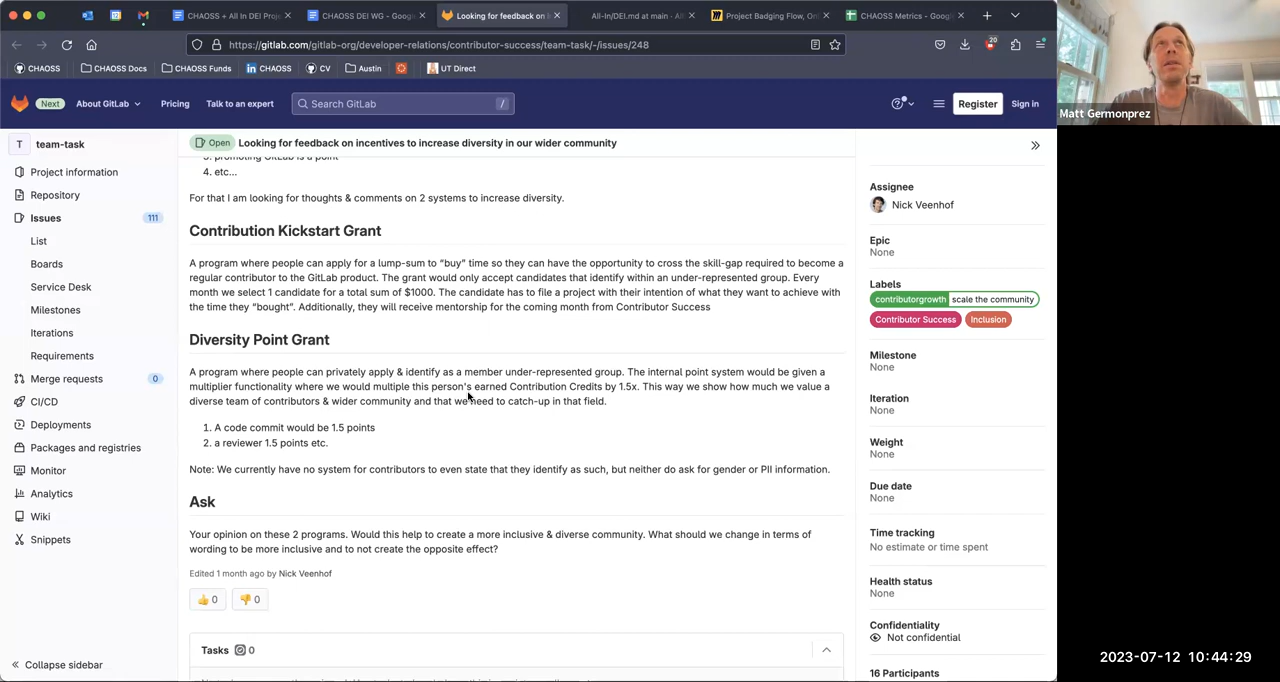 CHAOSS + All In DEI Proje
CHAOSS DEI WG - Google
Looking for feedback on i
All-In/DEI.md at main · All
Project Badging Flow, On
CHAOSS Metrics - Googl
https://gitlab.com/gitlab-org/developer-relations/contributor-success/team-task/-/issues/248
20
CHAOSS
CHAOSS Docs
CHAOSS Funds
CHAOSS
CV
Austin
UT Direct
Next
About GitLab
Pricing
Talk to an expert
Search GitLab
/
Register
Sign in
Matt Germonprez
T team-task
Project information
Repository
Issues 111
List
Boards
Service Desk
Milestones
Iterations
Requirements
Merge requests 0
CI/CD
Deployments
Packages and registries
Monitor
Analytics
Wiki
Snippets
Collapse sidebar
Open Looking for feedback on incentives to increase diversity in our wider community
3. promoting GitLab is a point
4. etc...
For that I am looking for thoughts & comments on 2 systems to increase diversity.
Contribution Kickstart Grant
A program where people can apply for a lump-sum to “buy” time so they can have the opportunity to cross the skill-gap required to become a
regular contributor to the GitLab product. The grant would only accept candidates that identify within an under-represented group. Every
month we select 1 candidate for a total sum of $1000. The candidate has to file a project with their intention of what they want to achieve with
the time they “bought”. Additionally, they will receive mentorship for the coming month from Contributor Success
Diversity Point Grant
A program where people can privately apply & identify as a member under-represented group. The internal point system would be given a
multiplier functionality where we would multiple this person's earned Contribution Credits by 1.5x. This way we show how much we value a
diverse team of contributors & wider community and that we need to catch-up in that field.
1. A code commit would be 1.5 points
2. a reviewer 1.5 points etc.
Note: We currently have no system for contributors to even state that they identify as such, but neither do ask for gender or PII information.
Ask
Your opinion on these 2 programs. Would this help to create a more inclusive & diverse community. What should we change in terms of
wording to be more inclusive and to not create the opposite effect?
Edited 1 month ago by Nick Veenhof
0
0
Tasks 0
Assignee
Nick Veenhof
Epic
None
Labels
contributorgrowth scale the community
Contributor Success
Inclusion
Milestone
None
Iteration
None
Weight
None
Due date
None
Time tracking
No estimate or time spent
Health status
None
Confidentiality
Not confidential
16 Participants
2023-07-12 10:44:29